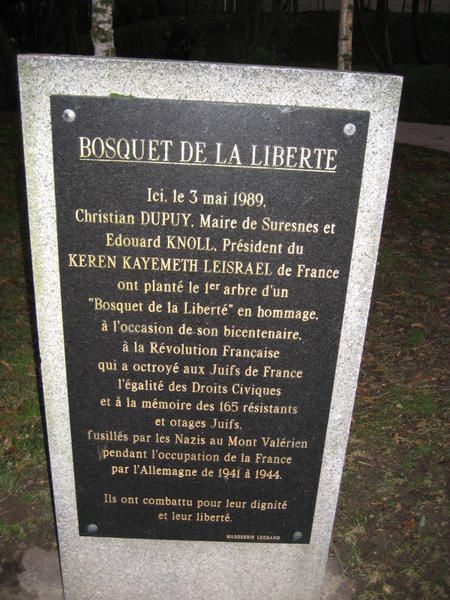 BOSQUET DE LA LIBERTE
Ici, le 3 mai 1989,
Christian DUPUY, Maire de Suresnes et
Edouard KNOLL, Président du
KEREN KAYEMETH LEISRAEL de France
ont planté le 1er arbre d'un
"Bosquet de la Liberté" en hommage,
à l'occasion de son bicentenaire,
à la Révolution Française
qui a octroyé aux Juifs de France
l'égalité des Droits Civiques
et à la mémoire des 165 résistants
et otages Juifs,
fusillés par les Nazis au Mont Valérien
pendant l'occupation de la France
par l'Allemagne de 1941 à 1944.
Ils ont combattu pour leur dignité
et leur liberté.
MARBRERIE LEGRAND